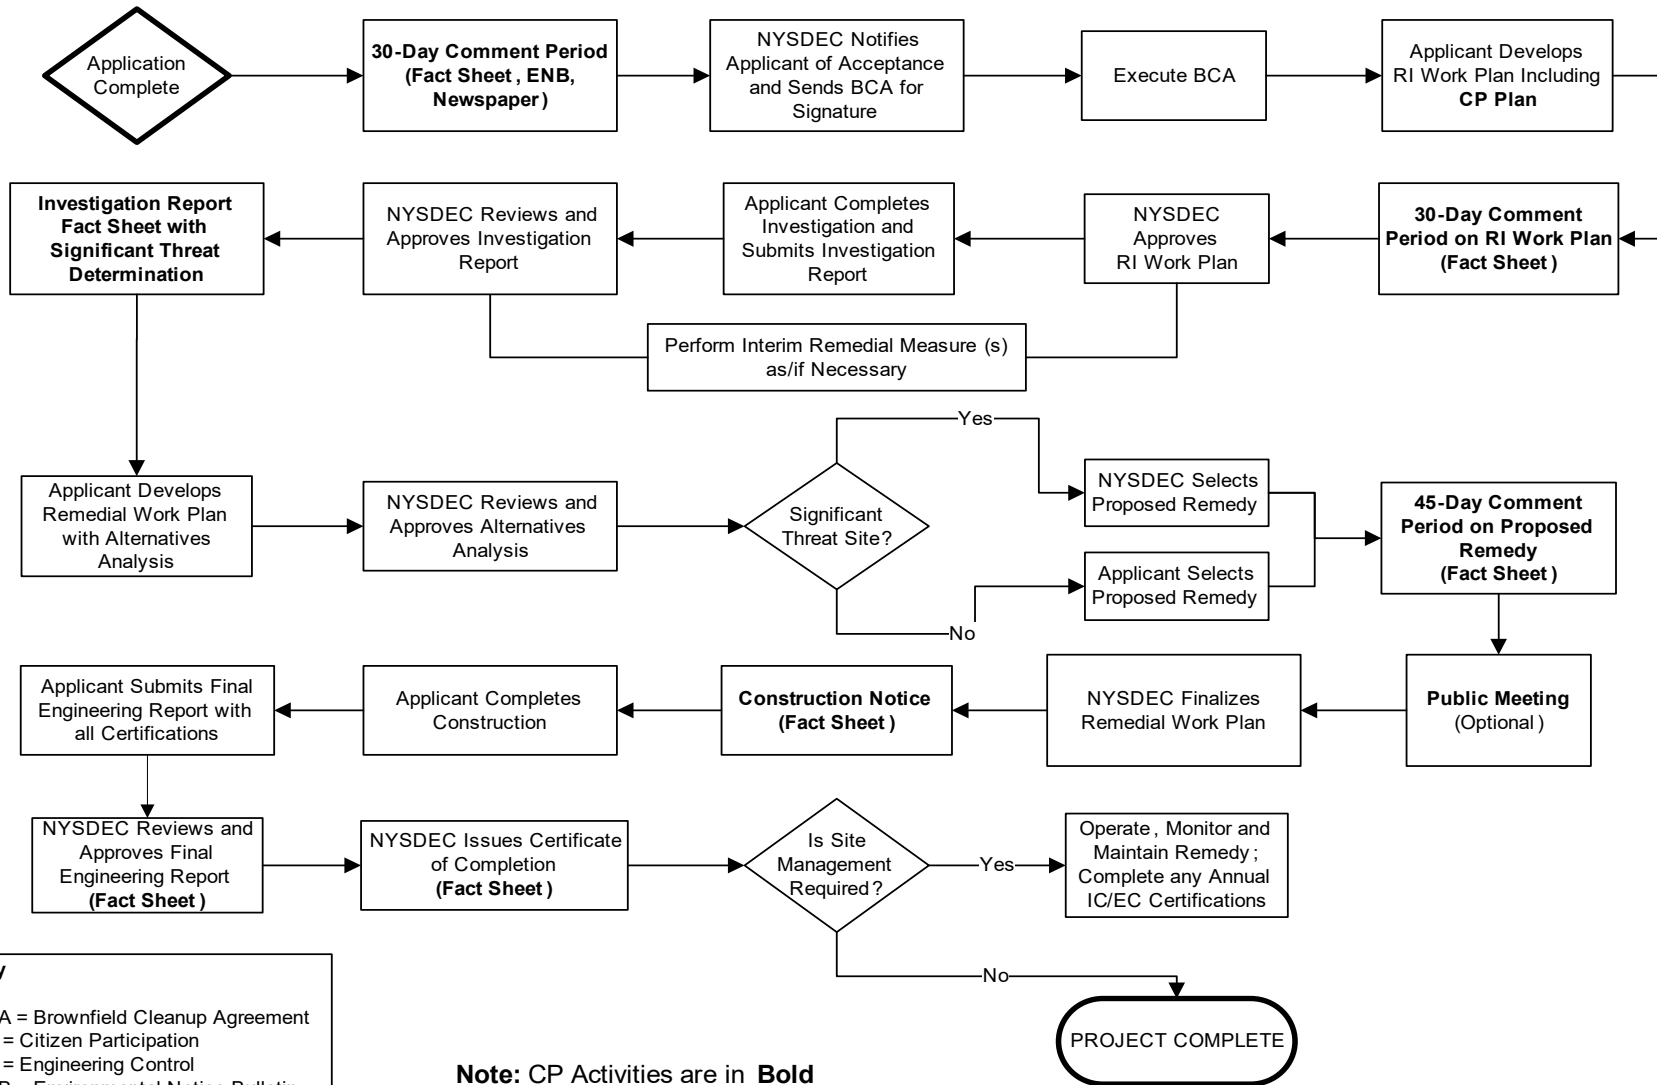 Application
Complete
30-Day Comment Period
(Fact Sheet, ENB,
Newspaper)
NYSDEC Notifies
Applicant of Acceptance
and Sends BCA for
Signature
Execute BCA
Applicant Develops
RI Work Plan Including
CP Plan
30-Day Comment
Period on RI Work Plan
(Fact Sheet)
NYSDEC
Approves
RI Work Plan
Applicant Completes
Investigation and
Submits Investigation
Report
NYSDEC Reviews and
Approves Investigation
Report
Investigation Report
Fact Sheet with
Significant Threat
Determination
Perform Interim Remedial Measure (s)
as/if Necessary
Applicant Develops
Remedial Work Plan
with Alternatives
Analysis
NYSDEC Reviews and
Approves Alternatives
Analysis
Significant
Threat Site?
Yes
No
NYSDEC Selects
Proposed Remedy
Applicant Selects
Proposed Remedy
45-Day Comment
Period on Proposed
Remedy
(Fact Sheet)
Public Meeting
(Optional)
NYSDEC Finalizes
Remedial Work Plan
Construction Notice
(Fact Sheet)
Applicant Completes
Construction
Applicant Submits Final
Engineering Report with
all Certifications
NYSDEC Reviews and
Approves Final
Engineering Report
(Fact Sheet)
NYSDEC Issues Certificate
of Completion
(Fact Sheet)
Is Site
Management
Required?
Yes
Operate, Monitor and
Maintain Remedy;
Complete any Annual
IC/EC Certifications
No
PROJECT COMPLETE
= Brownfield Cleanup Agreement
= Citizen Participation
= Engineering Control
Note: CP Activities are in Bold